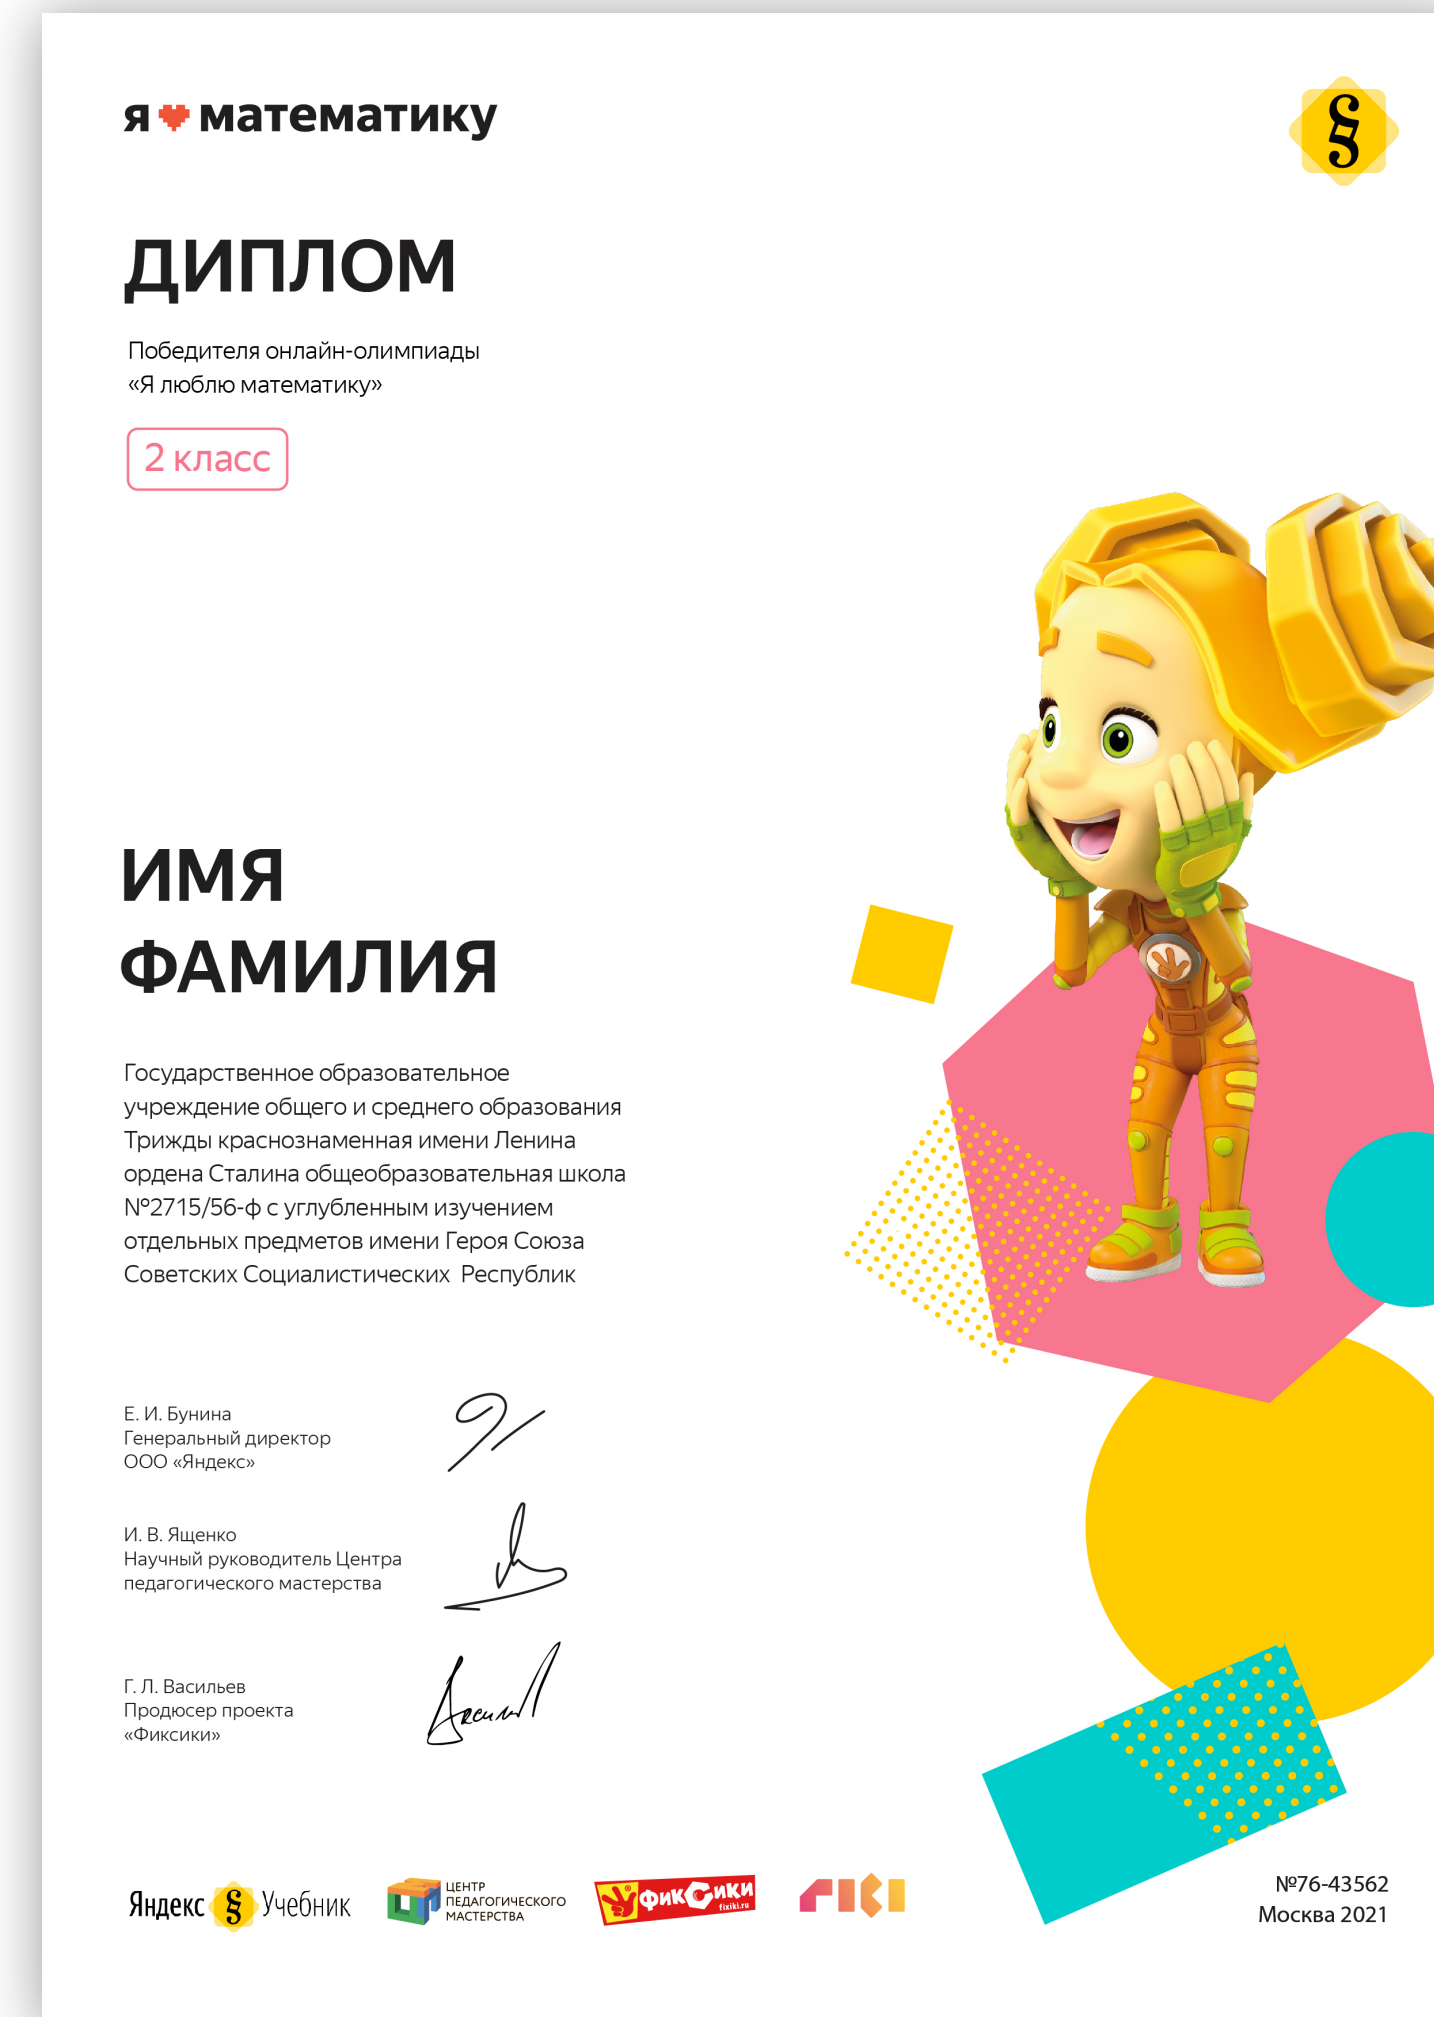 я математику
§
ДИПЛОМ
Победителя онлайн-олимпиады
«Я люблю математику»
2 класс
ИМЯ
ФАМИЛИЯ
Государственное образовательное
учреждение общего и среднего образования
Трижды краснознаменная имени Ленина
ордена Сталина общеобразовательная школа
№2715/56-ф с углубленным изучением
отдельных предметов имени Героя Союза
Советских Социалистических  Республик
Е. И. Бунина
Генеральный директор
ООО «Яндекс»
И. В. Ященко
Научный руководитель Центра
педагогического мастерства
Г. Л. Васильев
Продюсер проекта
«Фиксики»
Яндекс § Учебник
ЦЕНТР
ПЕДАГОГИЧЕСКОГО
МАСТЕРСТВА
фиксики
fixiki.ru
РИКИ
№76-43562
Москва 2021